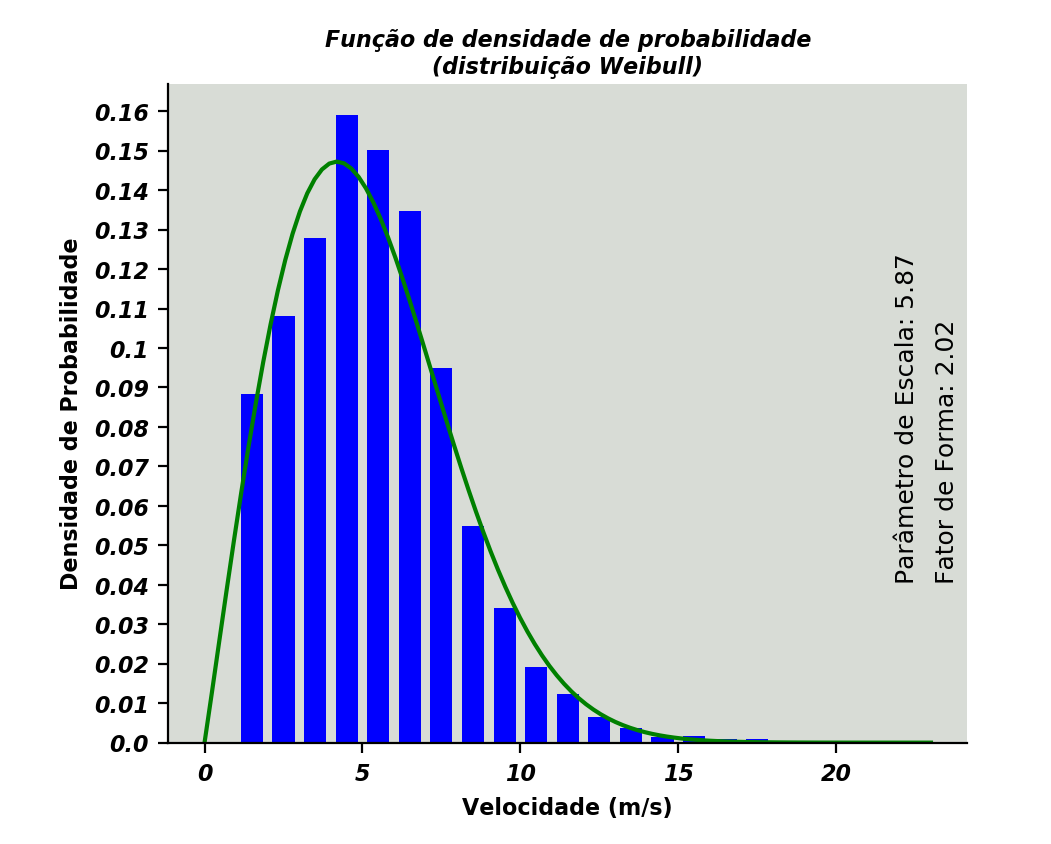 Função de densidade de probabilidade
(distribuição Weibull)
Densidade de Probabilidade
0.16
0.15
0.14
0.13
0.12
0.11
0.1
0.09
0.08
0.07
0.06
0.05
0.04
0.03
0.02
0.01
0.0
Parâmetro de Escala: 5.87
Fator de Forma: 2.02
0 5 10 15 20
Velocidade (m/s)